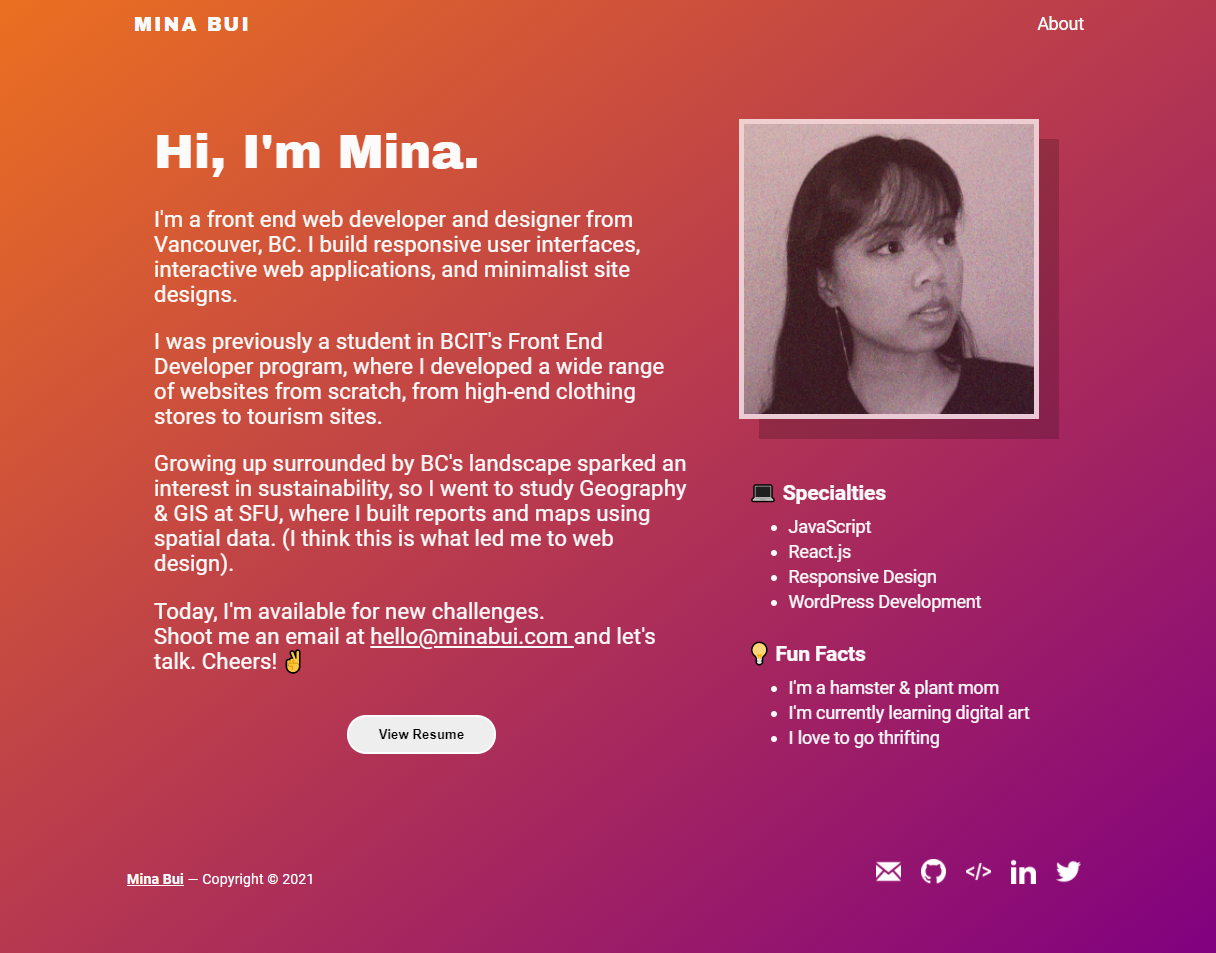 MINA BUI
About
Hi, I'm Mina.
I'm a front end web developer and designer from
Vancouver, BC. I build responsive user interfaces,
interactive web applications, and minimalist site
designs.
I was previously a student in BCIT's Front End
Developer program, where I developed a wide range
of websites from scratch, from high-end clothing
stores to tourism sites.
Growing up surrounded by BC's landscape sparked an
interest in sustainability, so I went to study Geography
& GIS at SFU, where I built reports and maps using
spatial data. (I think this is what led me to web
design).
Today, I'm available for new challenges.
Shoot me an email at hello@minabui.com and let's
talk. Cheers! ✌
View Resume
💻 Specialties
• JavaScript
• React.js
• Responsive Design
• WordPress Development
💡 Fun Facts
• I'm a hamster & plant mom
• I'm currently learning digital art
• I love to go thrifting
Mina Bui — Copyright © 2021
</>
in